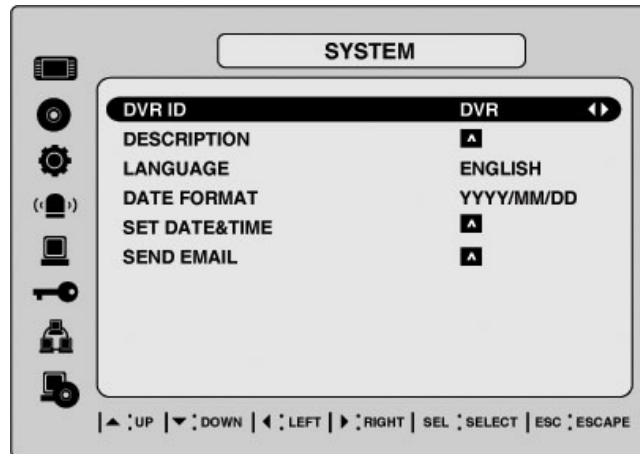 SYSTEM
DVR ID DVR
DESCRIPTION ^
LANGUAGE ENGLISH
DATE FORMAT YYYY/MM/DD
SET DATE&TIME ^
SEND EMAIL ^
▲ : UP | ▼ : DOWN | ◀ : LEFT | ▶ : RIGHT | SEL : SELECT | ESC : ESCAPE